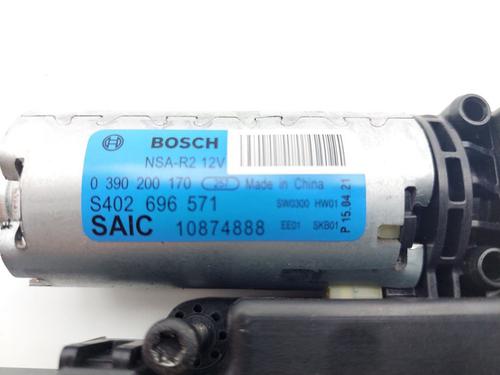 BOSCH
NSA-R2 12V
0 390 200 170 257 Made in China
S402 696 571 SW0300 HW01
SAIC 10874888 EE01 SKB01
P 15.04.21